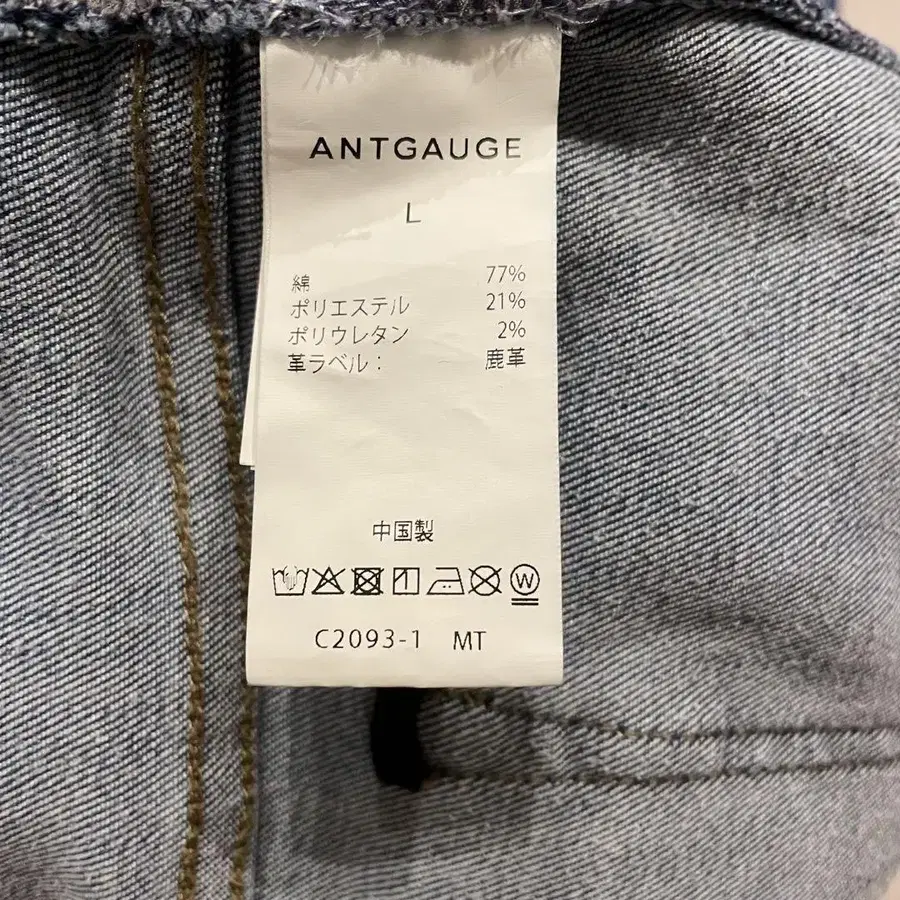 ANTGAUGE
L
綿 77%
ポリエステル 21%
ポリウレタン 2%
革ラベル： 鹿革
中国製
W
C2093-1 MT